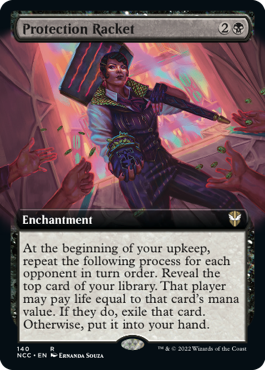 Protection Racket 2
Enchantment
At the beginning of your upkeep,
repeat the following process for each
opponent in turn order. Reveal the
top card of your library. That player
may pay life equal to that card's mana
value. If they do, exile that card.
Otherwise, put it into your hand.
140 R
NCC • EN Ernanda Souza
™ & © 2022 Wizards of the Coast